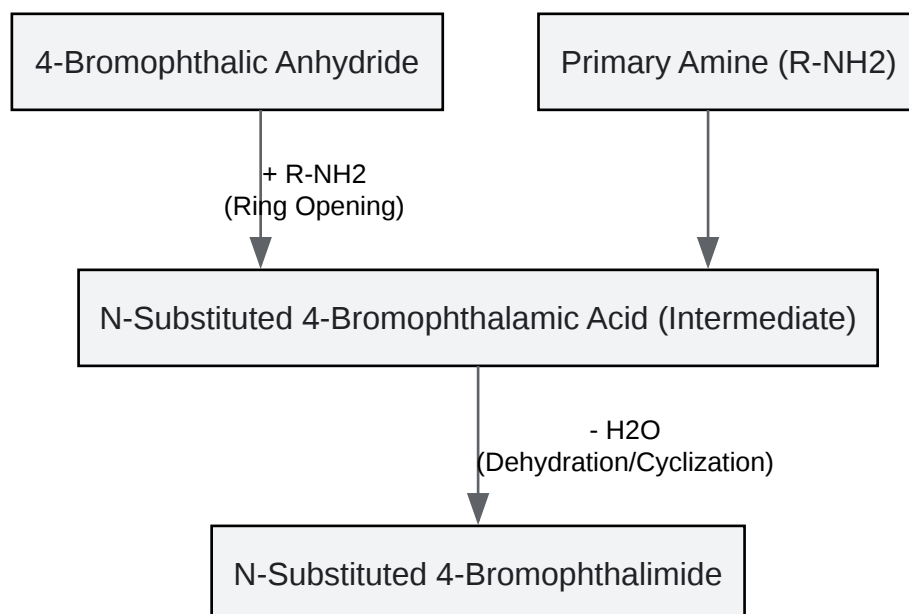 4-Bromophthalic Anhydride
Primary Amine (R-NH2)
+ R-NH2
(Ring Opening)
N-Substituted 4-Bromophthalamic Acid (Intermediate)
- H2O
(Dehydration/Cyclization)
N-Substituted 4-Bromophthalimide